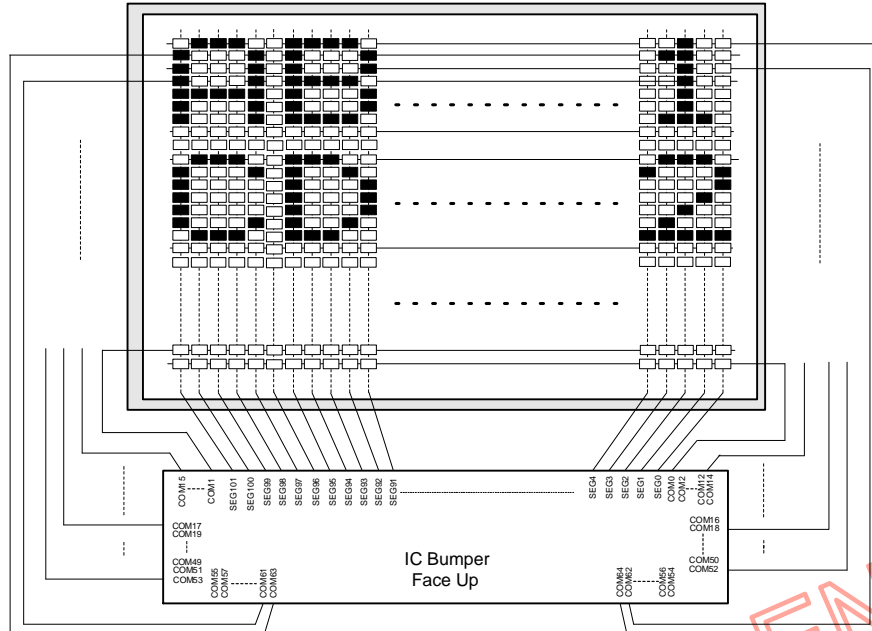 A B 1
C D 2
COM15 COM1 SEG101 SEG100 SEG99 SEG98 SEG97 SEG96 SEG95 SEG94 SEG93 SEG92 SEG91 SEG4 SEG3 SEG2 SEG1 SEG0 COM0 COM2 COM12 COM14
COM17 COM16
COM19 COM18
COM49 COM50
COM51 COM52
COM53
COM55 COM57 COM61 COM63 COM64 COM62 COM56 COM54
IC Bumper
Face Up